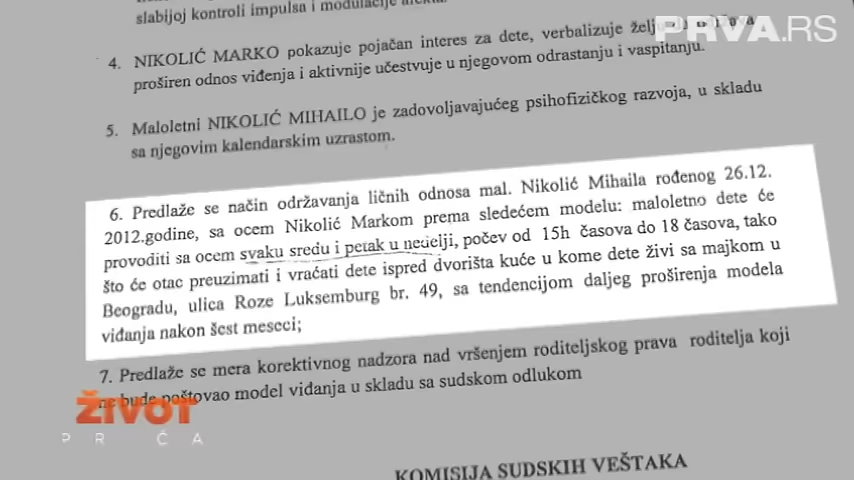 slabijoj kontroli impulsa i modulacije afekta.
PRVA.RS
4. NIKOLIĆ MARKO pokazuje pojačan interes za dete, verbalizuje
proširen odnos viđenja i aktivnije učestvuje u njegovom odrastanju i vaspitanju.
5. Maloletni NIKOLIĆ MIHAILO je zadovoljavajućeg psihofizičkog razvoja, u skladu
sa njegovim kalendarskim uzrastom.
6. Predlaže se način održavanja ličnih odnosa mal. Nikolić Mihaila rođenog 26.12.
2012.godine, sa ocem Nikolić Markom prema sledećem modelu: maloletno dete će
provoditi sa ocem svaku sredu i petak u nedelji, počev od 15h časova do 18 časova, tako
što će otac preuzimati i vraćati dete ispred dvorišta kuće u kome dete živi sa majkom u
Beogradu, ulica Roze Luksemburg br. 49, sa tendencijom daljeg proširenja modela
viđanja nakon šest meseci;
7. Predlaže se mera korektivnog nadzora nad vršenjem roditeljskog prava roditelja koji
ne bude poštovao model viđanja u skladu sa sudskom odlukom
ŽIVOT
PR ČA
KOMISIJA SUDSKIH VEŠTAKA